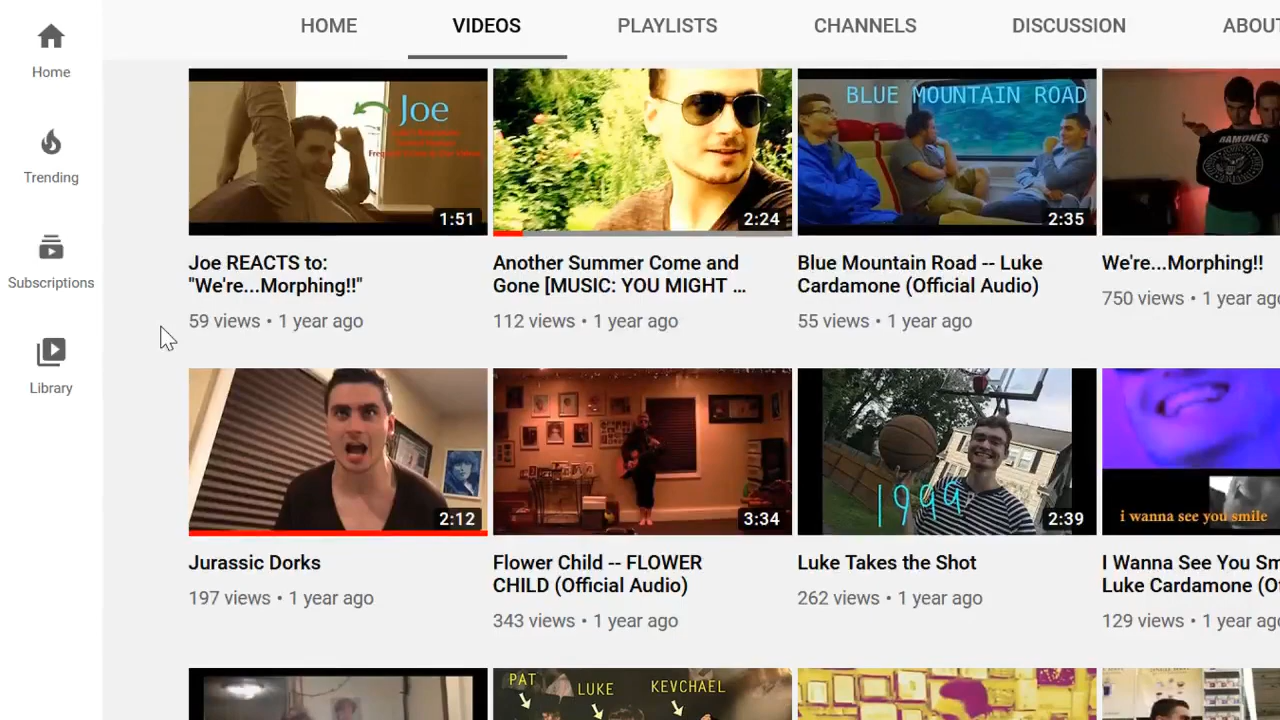 HOME
VIDEOS
PLAYLISTS
CHANNELS
DISCUSSION
ABOU
Home
Trending
Subscriptions
Library
Joe
1:51
2:24
BLUE MOUNTAIN ROAD
2:35
RAMONES
Joe REACTS to:
"We're...Morphing!!"
59 views • 1 year ago
Another Summer Come and
Gone [MUSIC: YOU MIGHT ...
112 views • 1 year ago
Blue Mountain Road -- Luke
Cardamone (Official Audio)
55 views • 1 year ago
We're...Morphing!!
750 views • 1 year ago
2:12
3:34
1999
2:39
i wanna see you smile
Jurassic Dorks
197 views • 1 year ago
Flower Child -- FLOWER
CHILD (Official Audio)
343 views • 1 year ago
Luke Takes the Shot
262 views • 1 year ago
I Wanna See You Sm
Luke Cardamone (O
129 views • 1 year ago
PAT
LUKE
KEVCHAEL